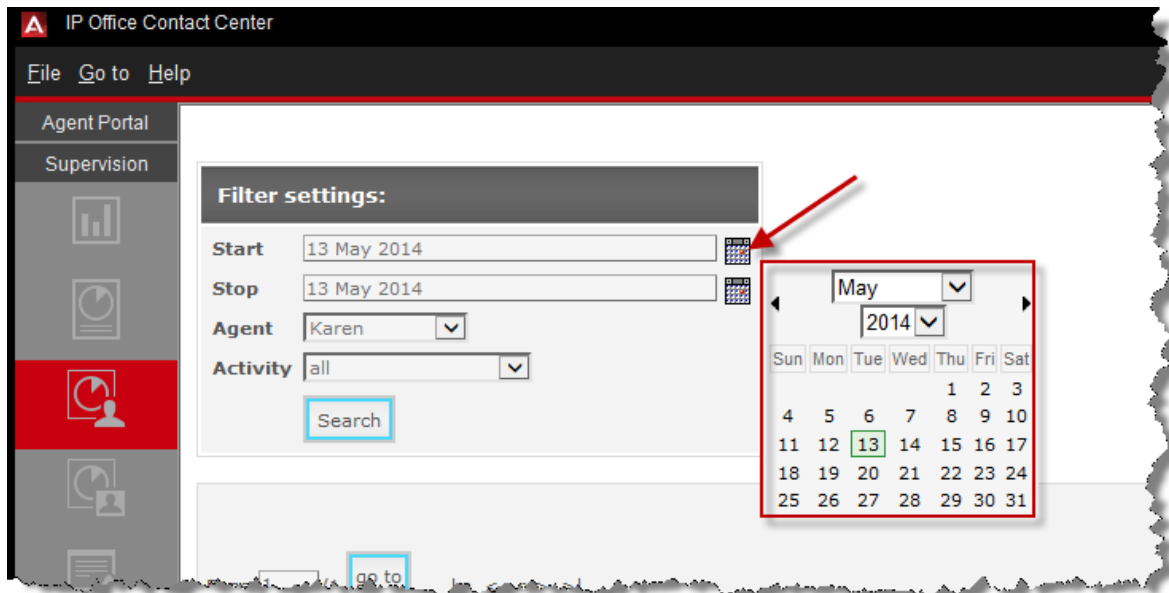 IP Office Contact Center
File Go to Help
Agent Portal
Supervision
Filter settings:
Start 13 May 2014
Stop 13 May 2014
Agent Karen
Activity all
Search
May
2014
Sun Mon Tue Wed Thu Fri Sat
1 2 3
4 5 6 7 8 9 10
11 12 13 14 15 16 17
18 19 20 21 22 23 24
25 26 27 28 29 30 31
go to